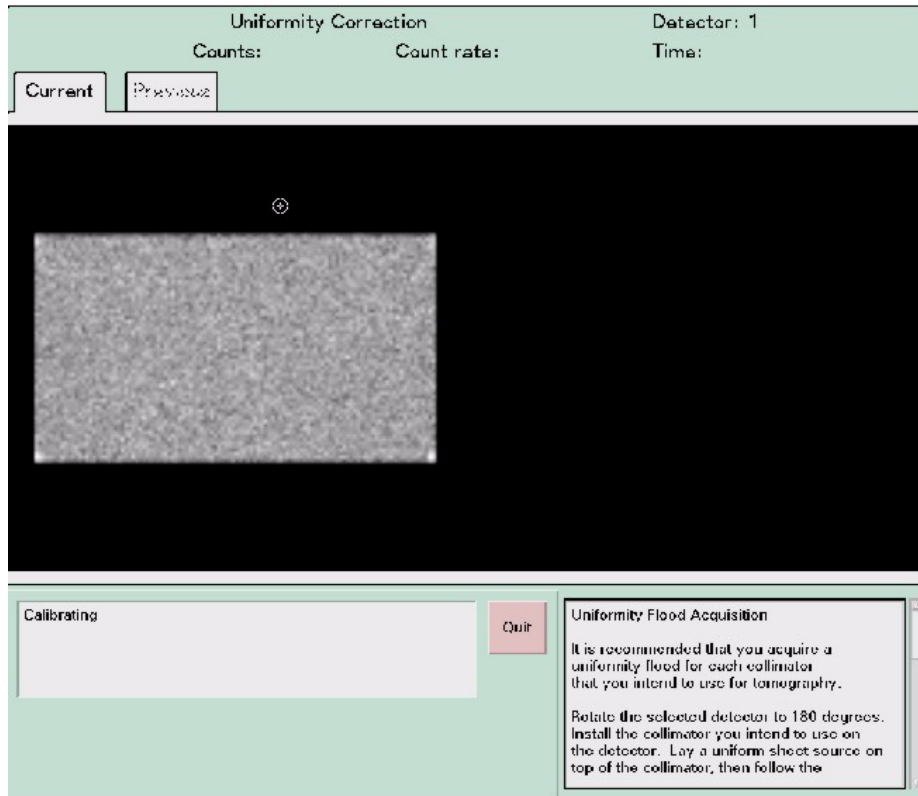 Uniformity Correction Detector: 1
Counts: Count rate: Time:
Current Previous
Calibrating
Quit
Uniformity Flood Acquisition
It is recommended that you acquire a
uniformity flood for each collimator
that you intend to use for tomography.
Rotate the selected detector to 180 degrees.
Install the collimator you intend to use on
the detector. Lay a uniform sheet source on
top of the collimator, then follow the